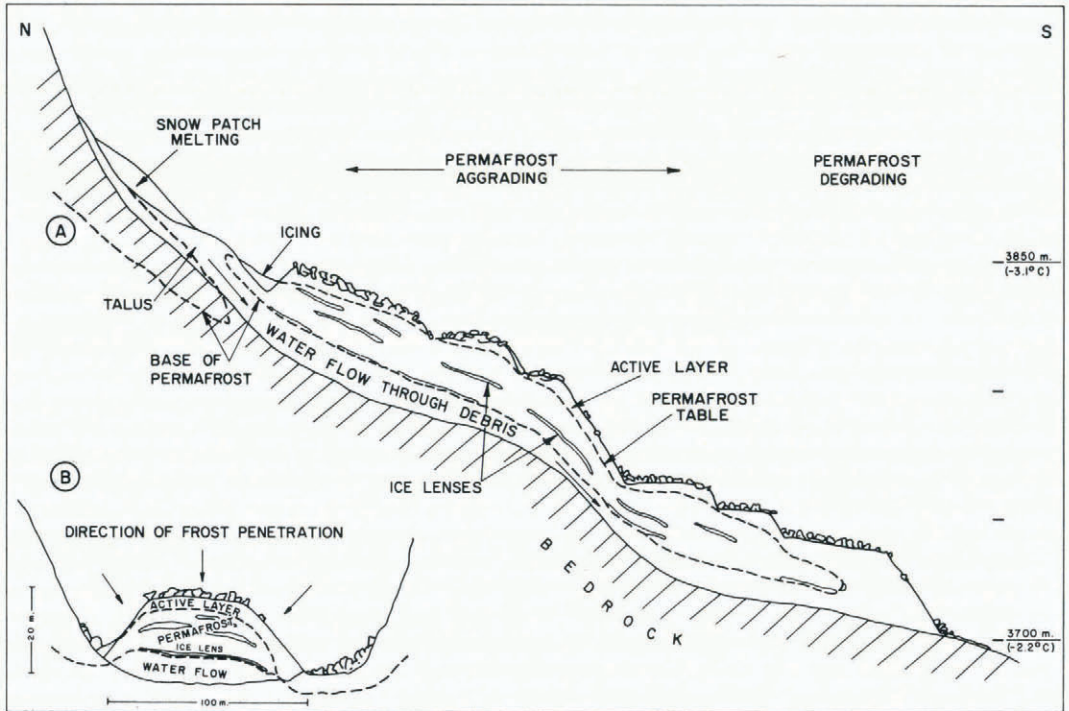 N
S
SNOW PATCH
MELTING
PERMAFROST
AGGRADING
PERMAFROST
DEGRADING
A
ICING
3850 m.
(-3.1°C)
TALUS
BASE OF
PERMAFROST
WATER FLOW THROUGH DEBRIS
ACTIVE LAYER
PERMAFROST
TABLE
ICE LENSES
BEDROCK
B
DIRECTION OF FROST PENETRATION
20 m.
ACTIVE LAYER
PERMAFROST
ICE LENS
WATER FLOW
100 m.
3700 m.
(-2.2°C)